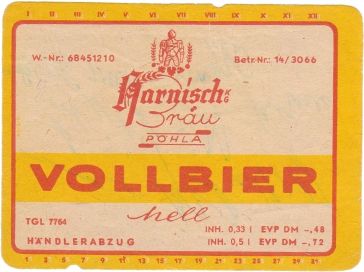 I II III IV V VI VII VIII IX X XI XII
W.-Nr.: 68451210
Betr.Nr.: 14/3066
Harnisch KG
Bräu
PÖHLA
VOLLBIER
hell
TGL 7764
INH. 0,33 l EVP DM -,48
HÄNDLERABZUG
INH. 0,5 l EVP DM -,72
1 3 5 7 9 11 13 15 17 19 21 23 25 27 29 31